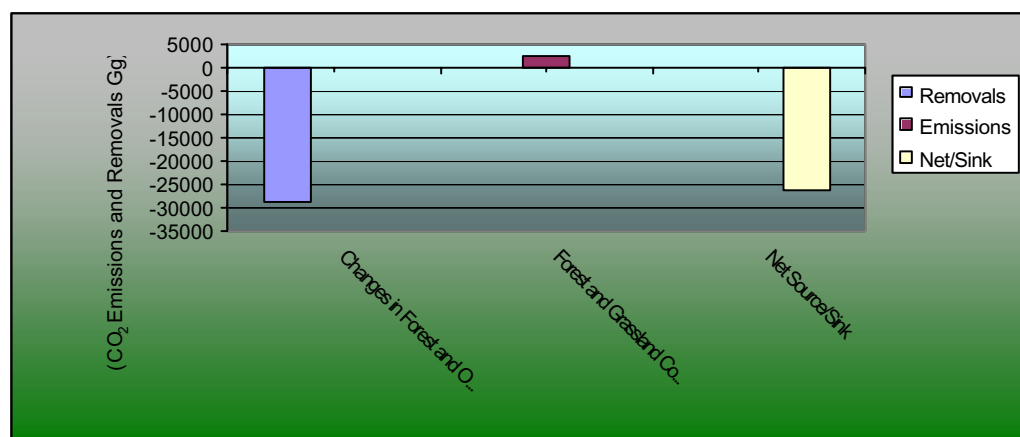 (CO₂ Emissions and Removals Gg)
5000
0
-5000
-10000
-15000
-20000
-25000
-30000
-35000
Changes in Forest and O...
Forest and Grassland Co...
Net Source/Sink
Removals
Emissions
Net/Sink